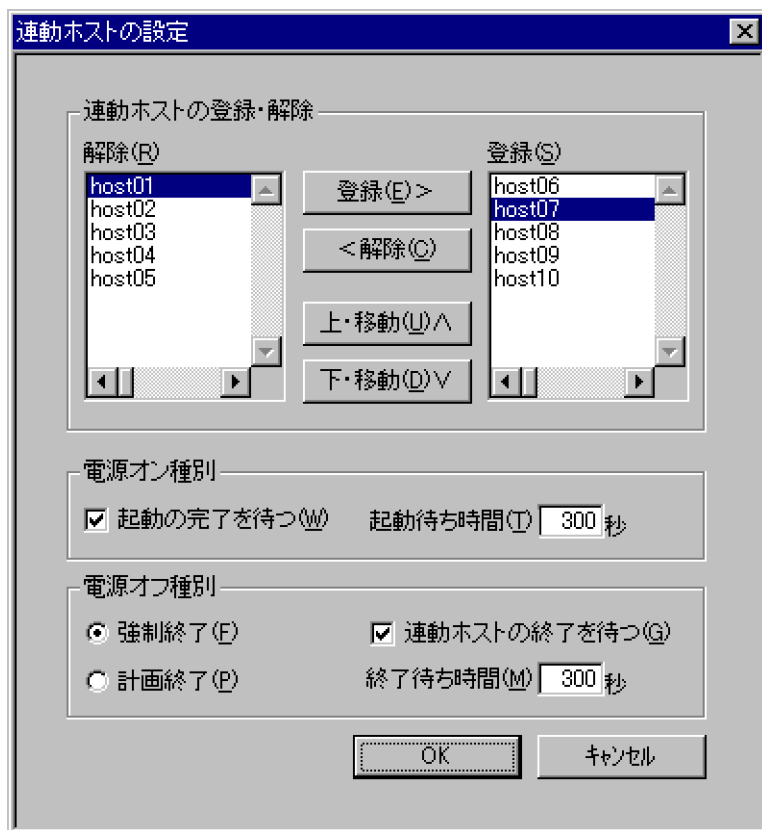 連動ホストの設定
連動ホストの登録・解除
解除(R)
host01
host02
host03
host04
host05
登録(E)>
<解除(C)
上・移動(U)∧
下・移動(D)∨
登録(S)
host06
host07
host08
host09
host10
電源オン種別
起動の完了を待つ(W) 起動待ち時間(T) 300 秒
電源オフ種別
強制終了(F) 連動ホストの終了を待つ(G)
計画終了(P) 終了待ち時間(M) 300 秒
OK キャンセル